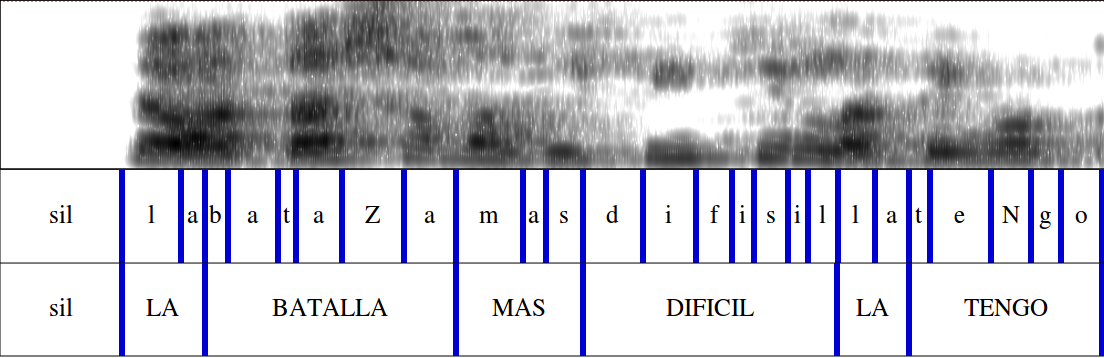 sil l a b a t a Z a m a s d i f i s i l l a t e N g o
sil LA BATALLA MAS DIFICIL LA TENGO